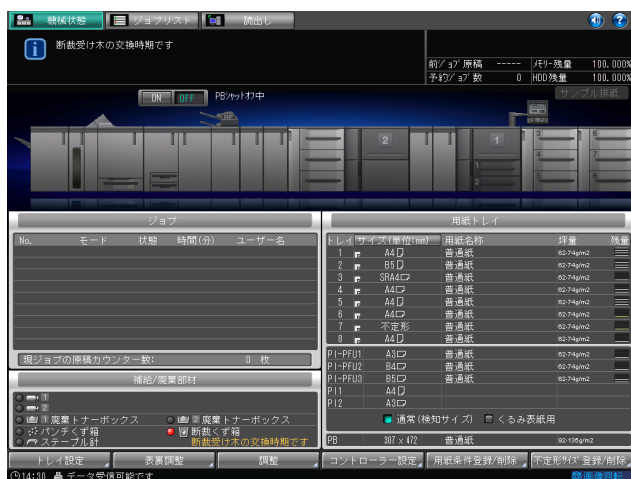 機械状態 ジョブリスト 読出し
断裁受け木の交換時期です
前ジョブ原稿 ----- メモリ-残量 100.000%
予約ジョブ数 0 HDD残量 100.000%
ON OFF PBシャットオフ中 サンプル排紙
2 1 3 6
4 7
1 5
2
ジョブ
No. モード 状態 時間(分) ユーザー名
現ジョブの原稿カウンター数: 0 枚
補給/廃棄部材
1
2
1 廃棄トナーボックス 2 廃棄トナーボックス
パンチくず箱 断裁くず箱
ステープル針 断裁受け木の交換時期です
用紙トレイ
トレイ サイズ(単位:mm) 用紙名称 坪量 残量
1 A4 普通紙 62-74g/m2
2 B5 普通紙 62-74g/m2
3 SRA4 普通紙 62-74g/m2
4 A4 普通紙 62-74g/m2
5 A4 普通紙 62-74g/m2
6 A4 普通紙 62-74g/m2
7 不定形 普通紙 62-74g/m2
8 A4 普通紙 62-74g/m2
PI-PFU1 A3 普通紙
PI-PFU2 B4 普通紙
PI-PFU3 B5 普通紙
PI1 A4
PI2 A3
通常(検知サイズ) くるみ表紙用
PB 307 x 472 普通紙 92-135g/m2
トレイ設定 表裏調整 調整 コントローラー設定 用紙条件登録/削除 不定形サイズ登録/削除
14:30 データ受信可能です 画像回転